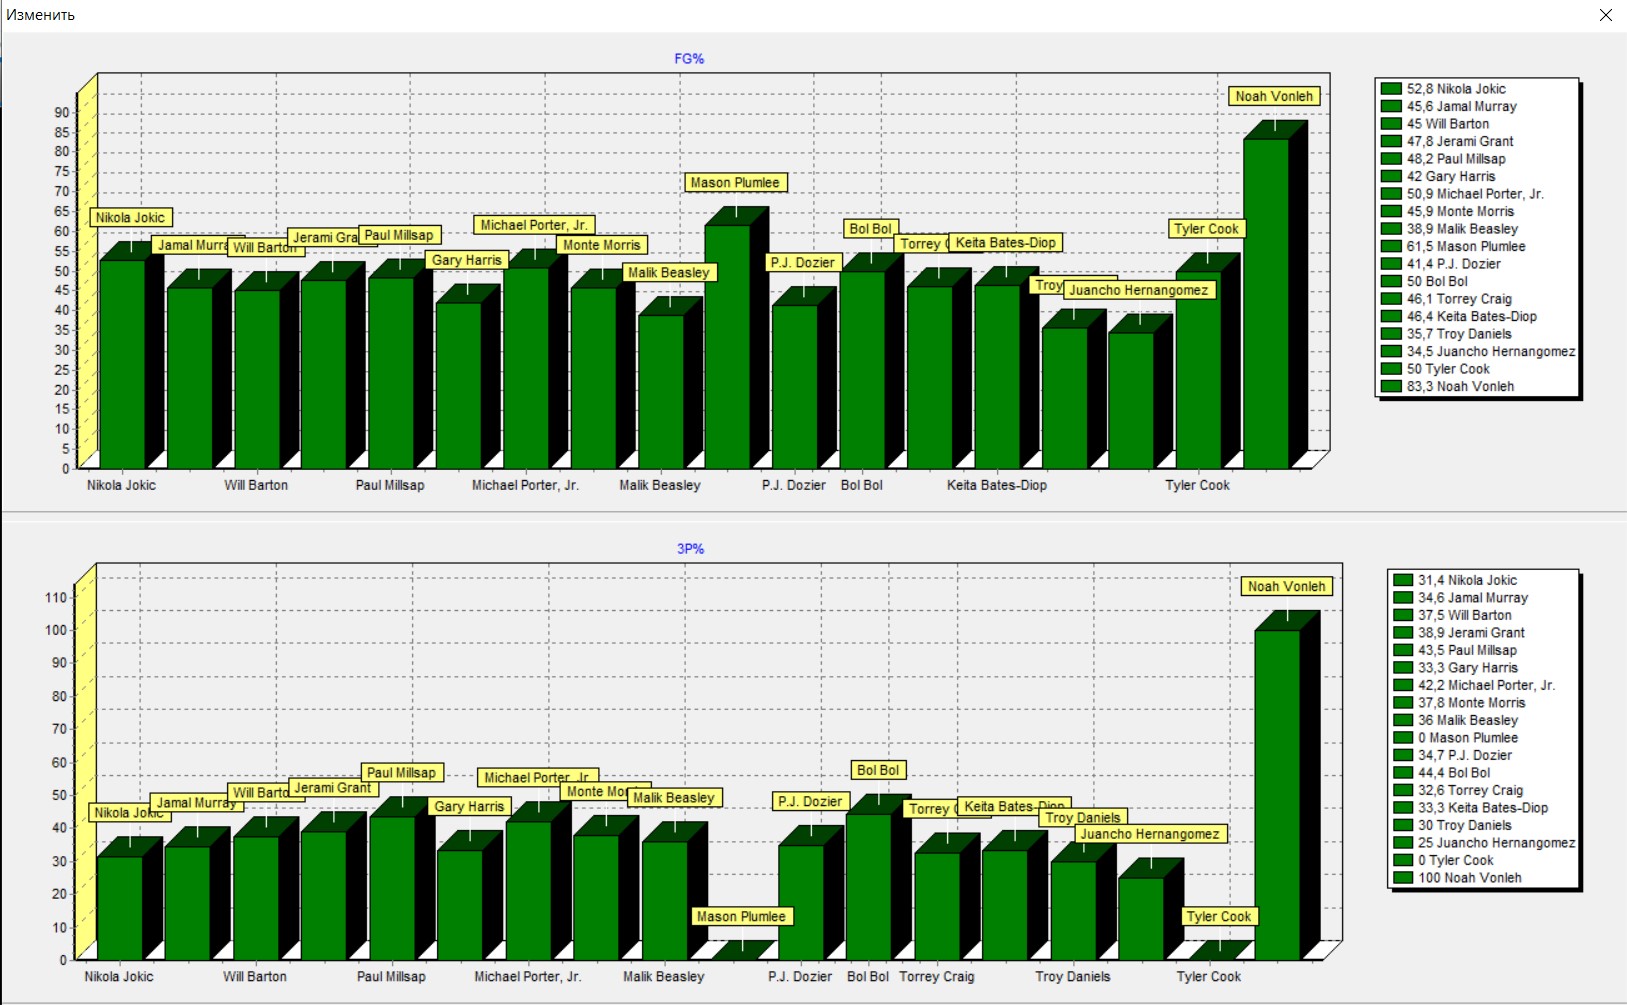 Изменить
FG%
90
85
80
75
70
65
60
55
50
45
40
35
30
25
20
15
10
5
0
Nikola Jokic
Jamal Murra
Will Barton
Jerami Gra
Paul Millsap
Gary Harris
Michael Porter, Jr.
Monte Morris
Malik Beasley
Mason Plumlee
P.J. Dozier
Bol Bol
Torrey
Keita Bates-Diop
Troy
Juancho Hernangomez
Tyler Cook
Noah Vonleh
Nikola Jokic Will Barton Paul Millsap Michael Porter, Jr. Malik Beasley P.J. Dozier Bol Bol Keita Bates-Diop Tyler Cook
52,8 Nikola Jokic
45,6 Jamal Murray
45 Will Barton
47,8 Jerami Grant
48,2 Paul Millsap
42 Gary Harris
50,9 Michael Porter, Jr.
45,9 Monte Morris
38,9 Malik Beasley
61,5 Mason Plumlee
41,4 P.J. Dozier
50 Bol Bol
46,1 Torrey Craig
46,4 Keita Bates-Diop
35,7 Troy Daniels
34,5 Juancho Hernangomez
50 Tyler Cook
83,3 Noah Vonleh
3P%
110
100
90
80
70
60
50
40
30
20
10
0
Nikola Jokic
Jamal Murray
Will Barto
Jerami Grant
Paul Millsap
Gary Harris
Michael Porter, Jr
Monte Mor
Malik Beasley
Mason Plumlee
P.J. Dozier
Bol Bol
Torrey
Keita Bates-Diop
Troy Daniels
Juancho Hernangomez
Tyler Cook
Noah Vonleh
Nikola Jokic Will Barton Paul Millsap Michael Porter, Jr. Malik Beasley P.J. Dozier Bol Bol Torrey Craig Troy Daniels Tyler Cook
31,4 Nikola Jokic
34,6 Jamal Murray
37,5 Will Barton
38,9 Jerami Grant
43,5 Paul Millsap
33,3 Gary Harris
42,2 Michael Porter, Jr.
37,8 Monte Morris
36 Malik Beasley
0 Mason Plumlee
34,7 P.J. Dozier
44,4 Bol Bol
32,6 Torrey Craig
33,3 Keita Bates-Diop
30 Troy Daniels
25 Juancho Hernangomez
0 Tyler Cook
100 Noah Vonleh